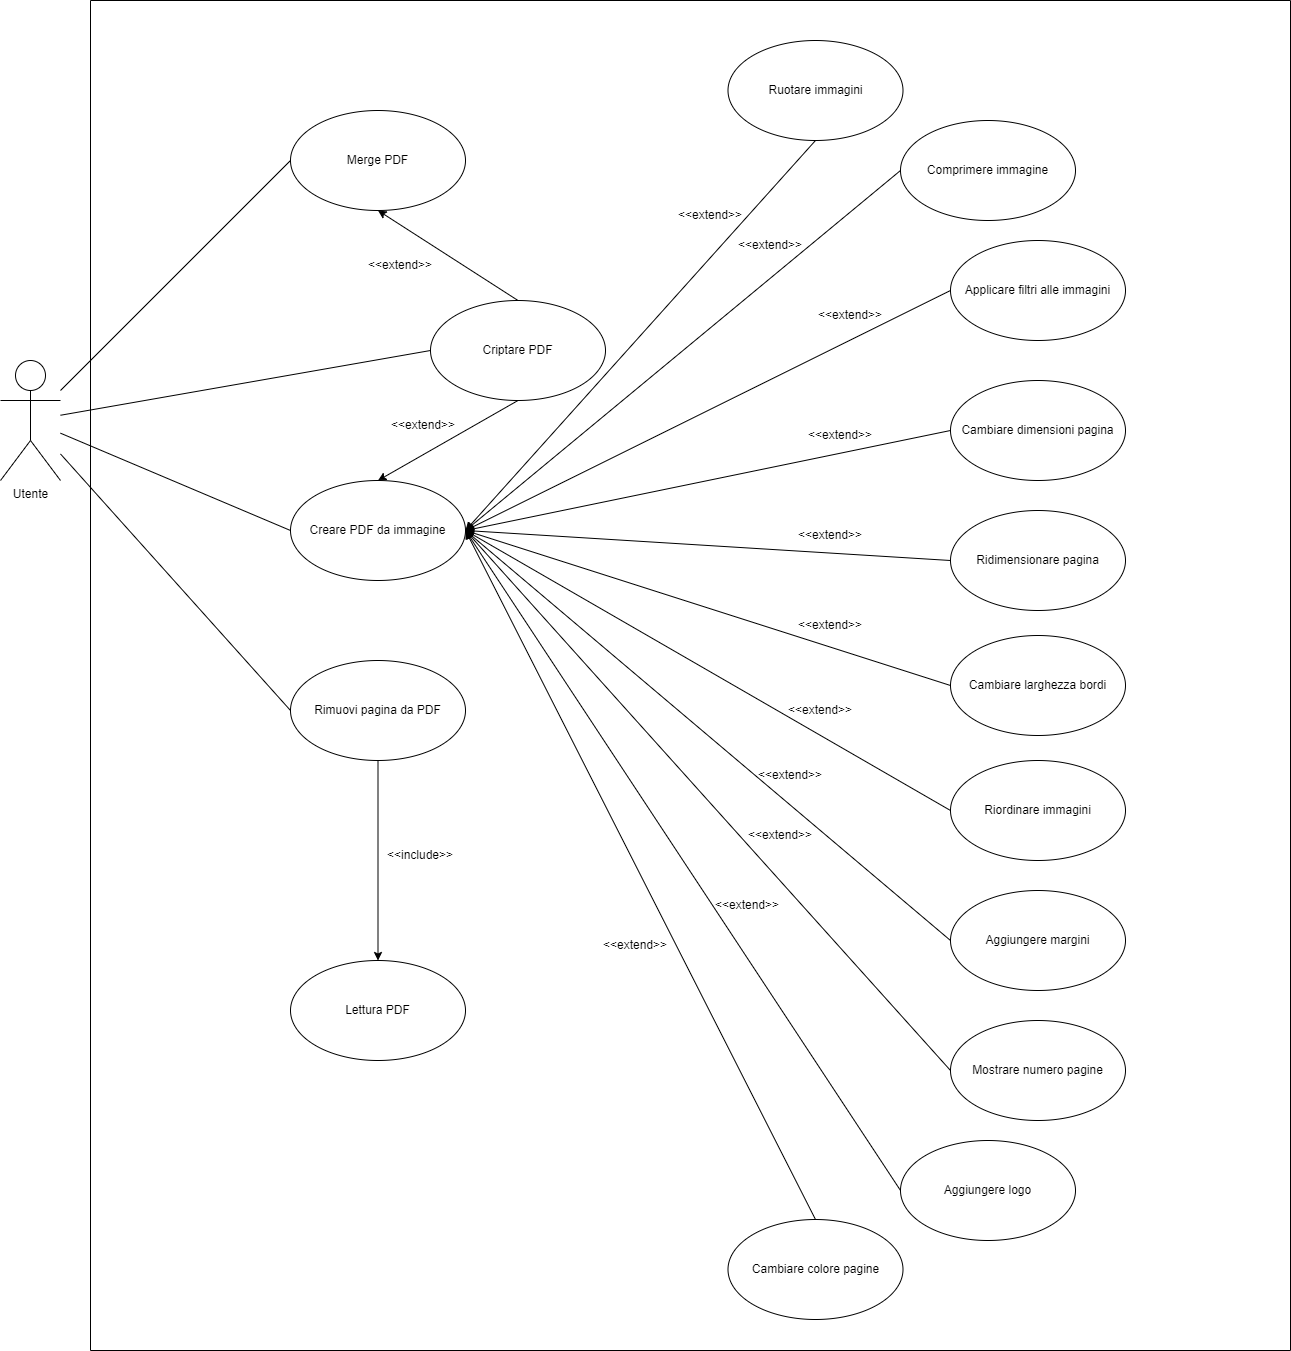 Ruotare immagini
Merge PDF
Comprimere immagine
<<extend>>
<<extend>>
<<extend>>
Applicare filtri alle immagini
<<extend>>
Criptare PDF
<<extend>>
Cambiare dimensioni pagina
<<extend>>
Utente
Creare PDF da immagine
<<extend>>
Ridimensionare pagina
<<extend>>
Cambiare larghezza bordi
Rimuovi pagina da PDF
<<extend>>
<<extend>>
Riordinare immagini
<<extend>>
<<include>>
<<extend>>
Aggiungere margini
<<extend>>
Lettura PDF
Mostrare numero pagine
Aggiungere logo
Cambiare colore pagine